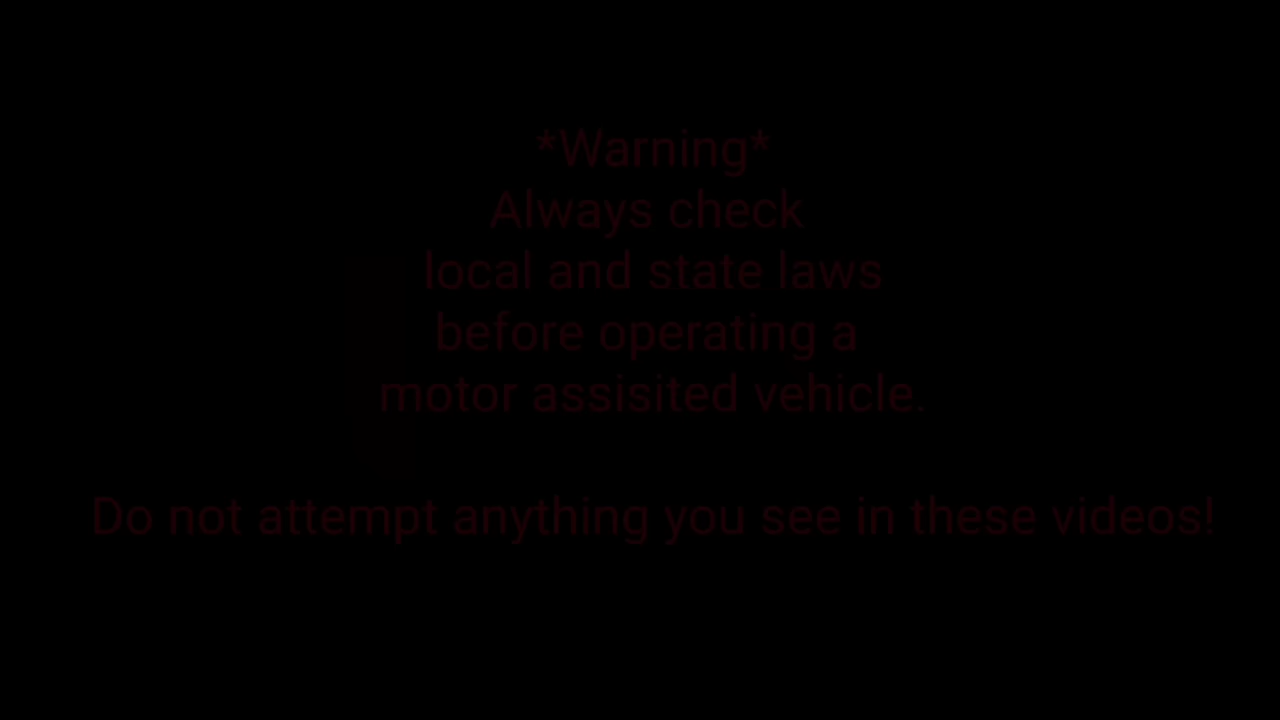 *Warning*
Always check
local and state laws
before operating a
motor assisited vehicle.
Do not attempt anything you see in these videos!